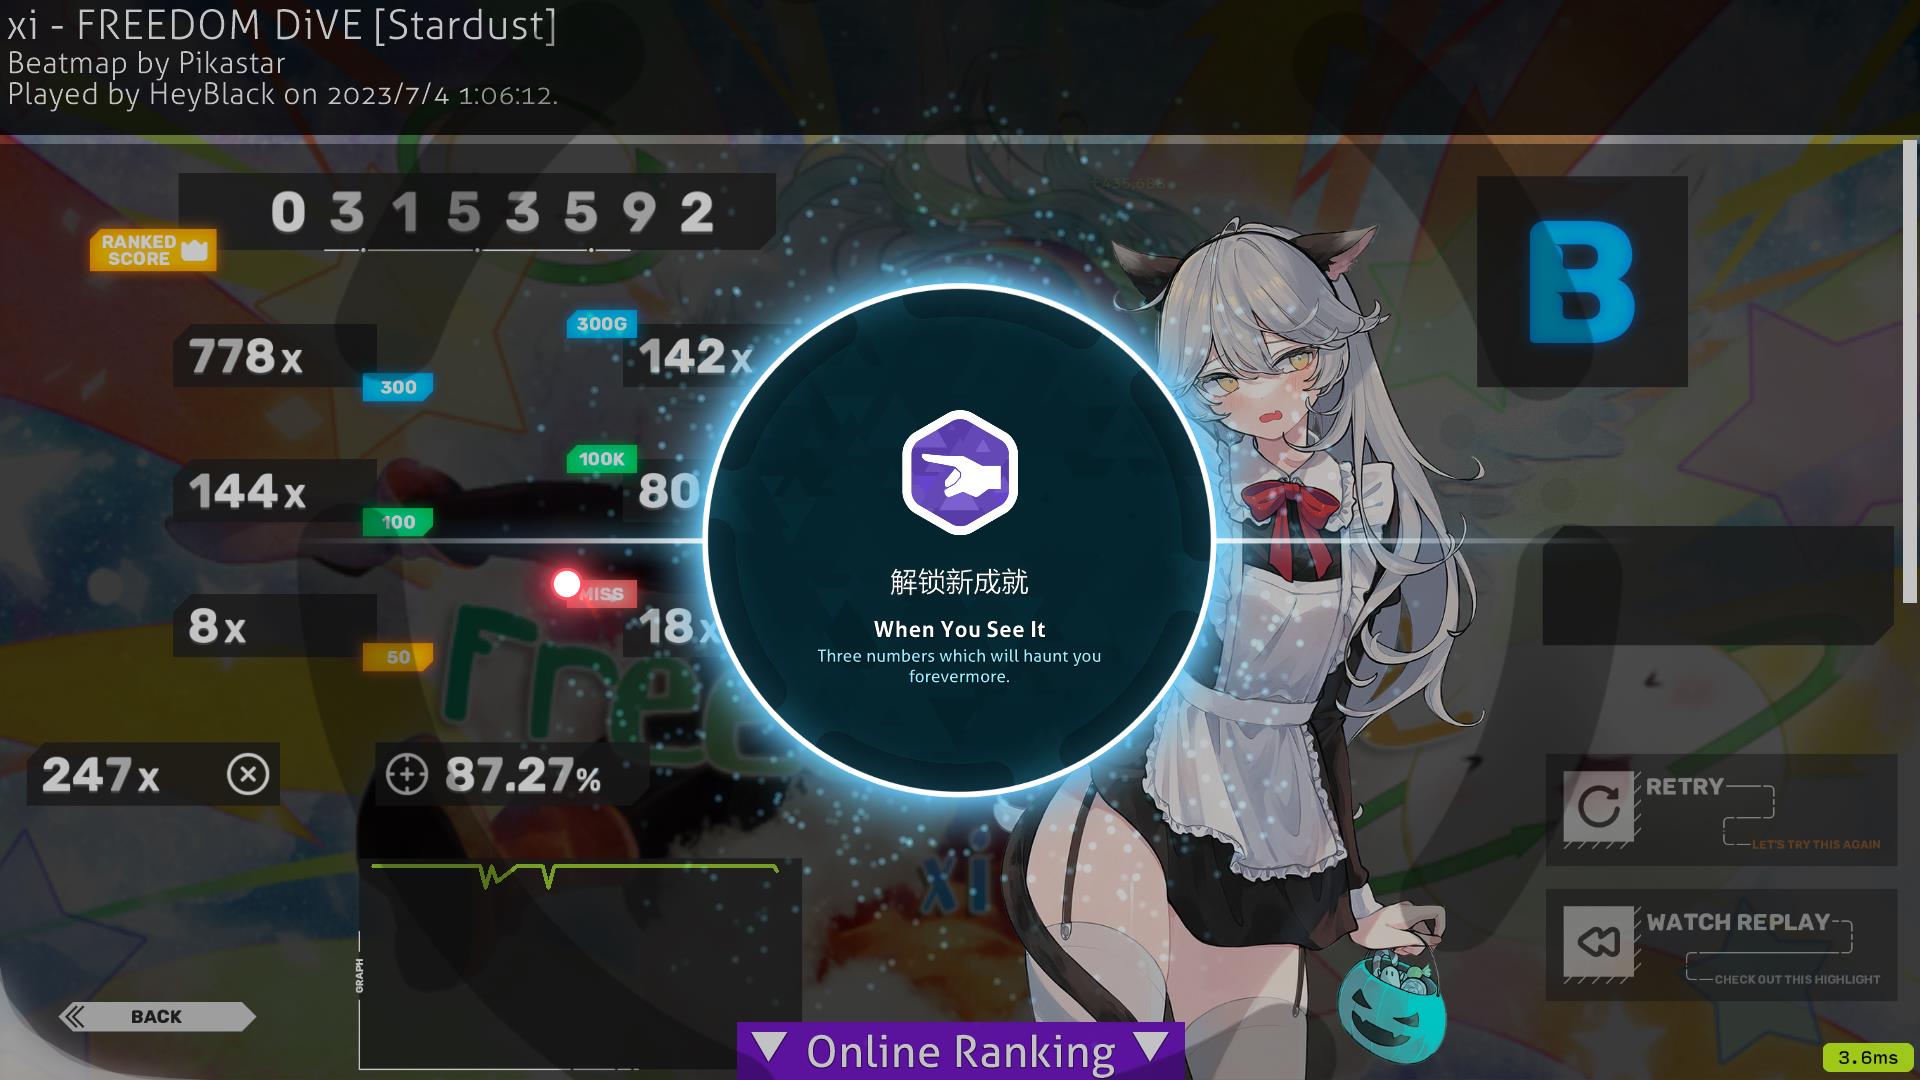 xi - FREEDOM DiVE [Stardust]
Beatmap by Pikastar
Played by HeyBlack on 2023/7/4 1:06:12.
03153592
RANKED
SCORE
300G
778x
142x
300
100K
144x
80
100
MISS
8x
18x
50
解锁新成就
When You See It
Three numbers which will haunt you
forevermore.
B
247x
87.27%
Free
xi
GRAPH
RETRY
LET'S TRY THIS AGAIN
WATCH REPLAY
CHECK OUT THIS HIGHLIGHT
BACK
Online Ranking
3.6ms